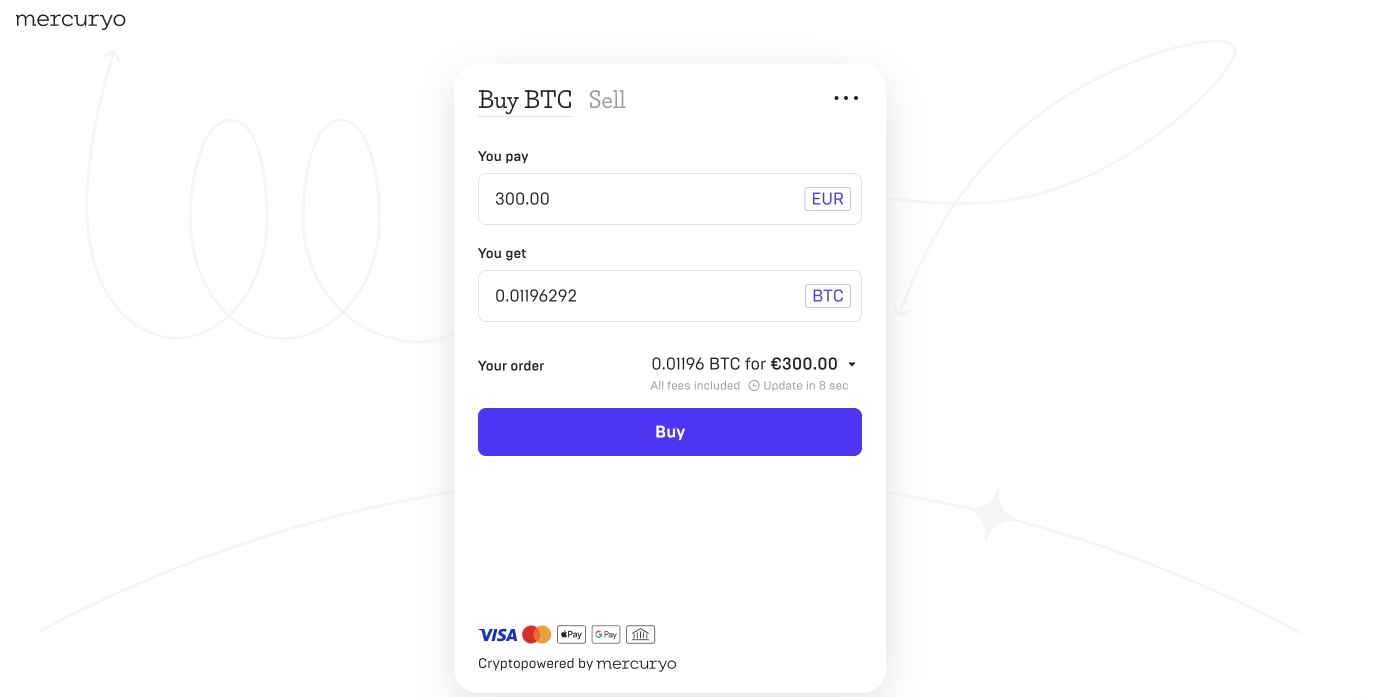 mercuryo
Buy BTC Sell
You pay
300.00 EUR
You get
0.01196292 BTC
Your order 0.01196 BTC for €300.00
All fees included Update in 8 sec
Buy
VISA Pay G Pay
Cryptopowered by mercuryo